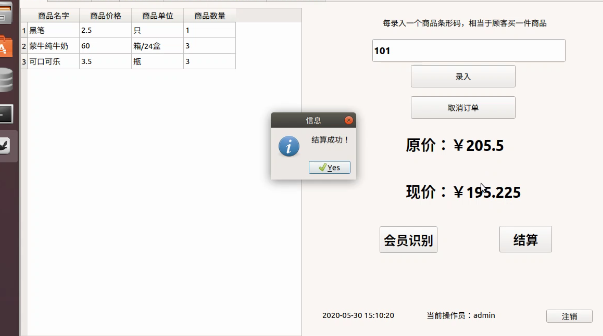 商品名字 商品价格 商品单位 商品数量
1 黑笔 2.5 只 1
2 蒙牛纯牛奶 60 箱/24盒 3
3 可口可乐 3.5 瓶 3
每录入一个商品条形码，相当于顾客买一件商品
101
录入
取消订单
信息
结算成功！
Yes
原价：￥205.5
现价：￥195.225
会员识别
结算
2020-05-30 15:10:20 当前操作员：admin 注销